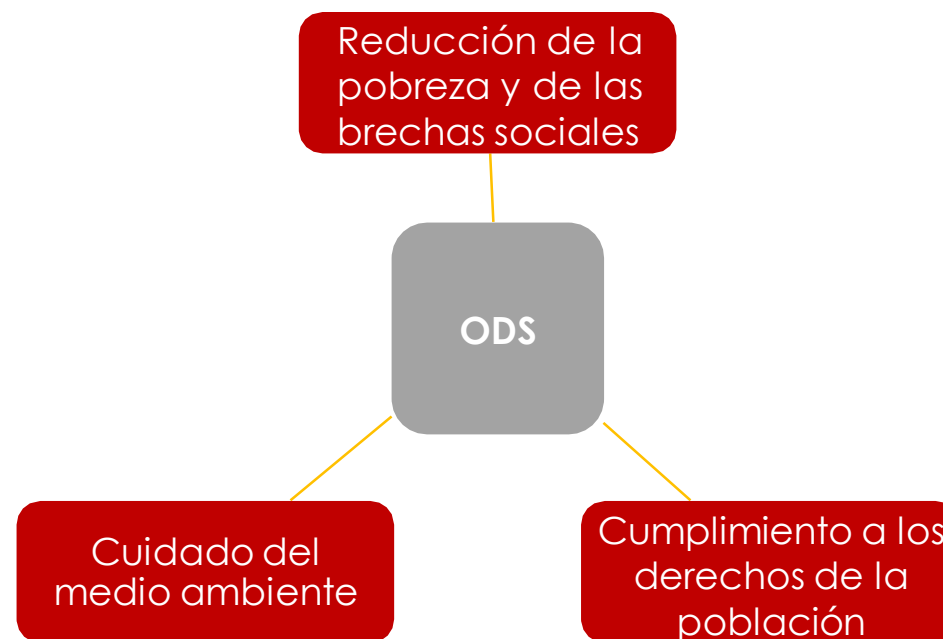 Reducción de la
pobreza y de las
brechas sociales
ODS
Cuidado del
medio ambiente
Cumplimiento a los
derechos de la
población